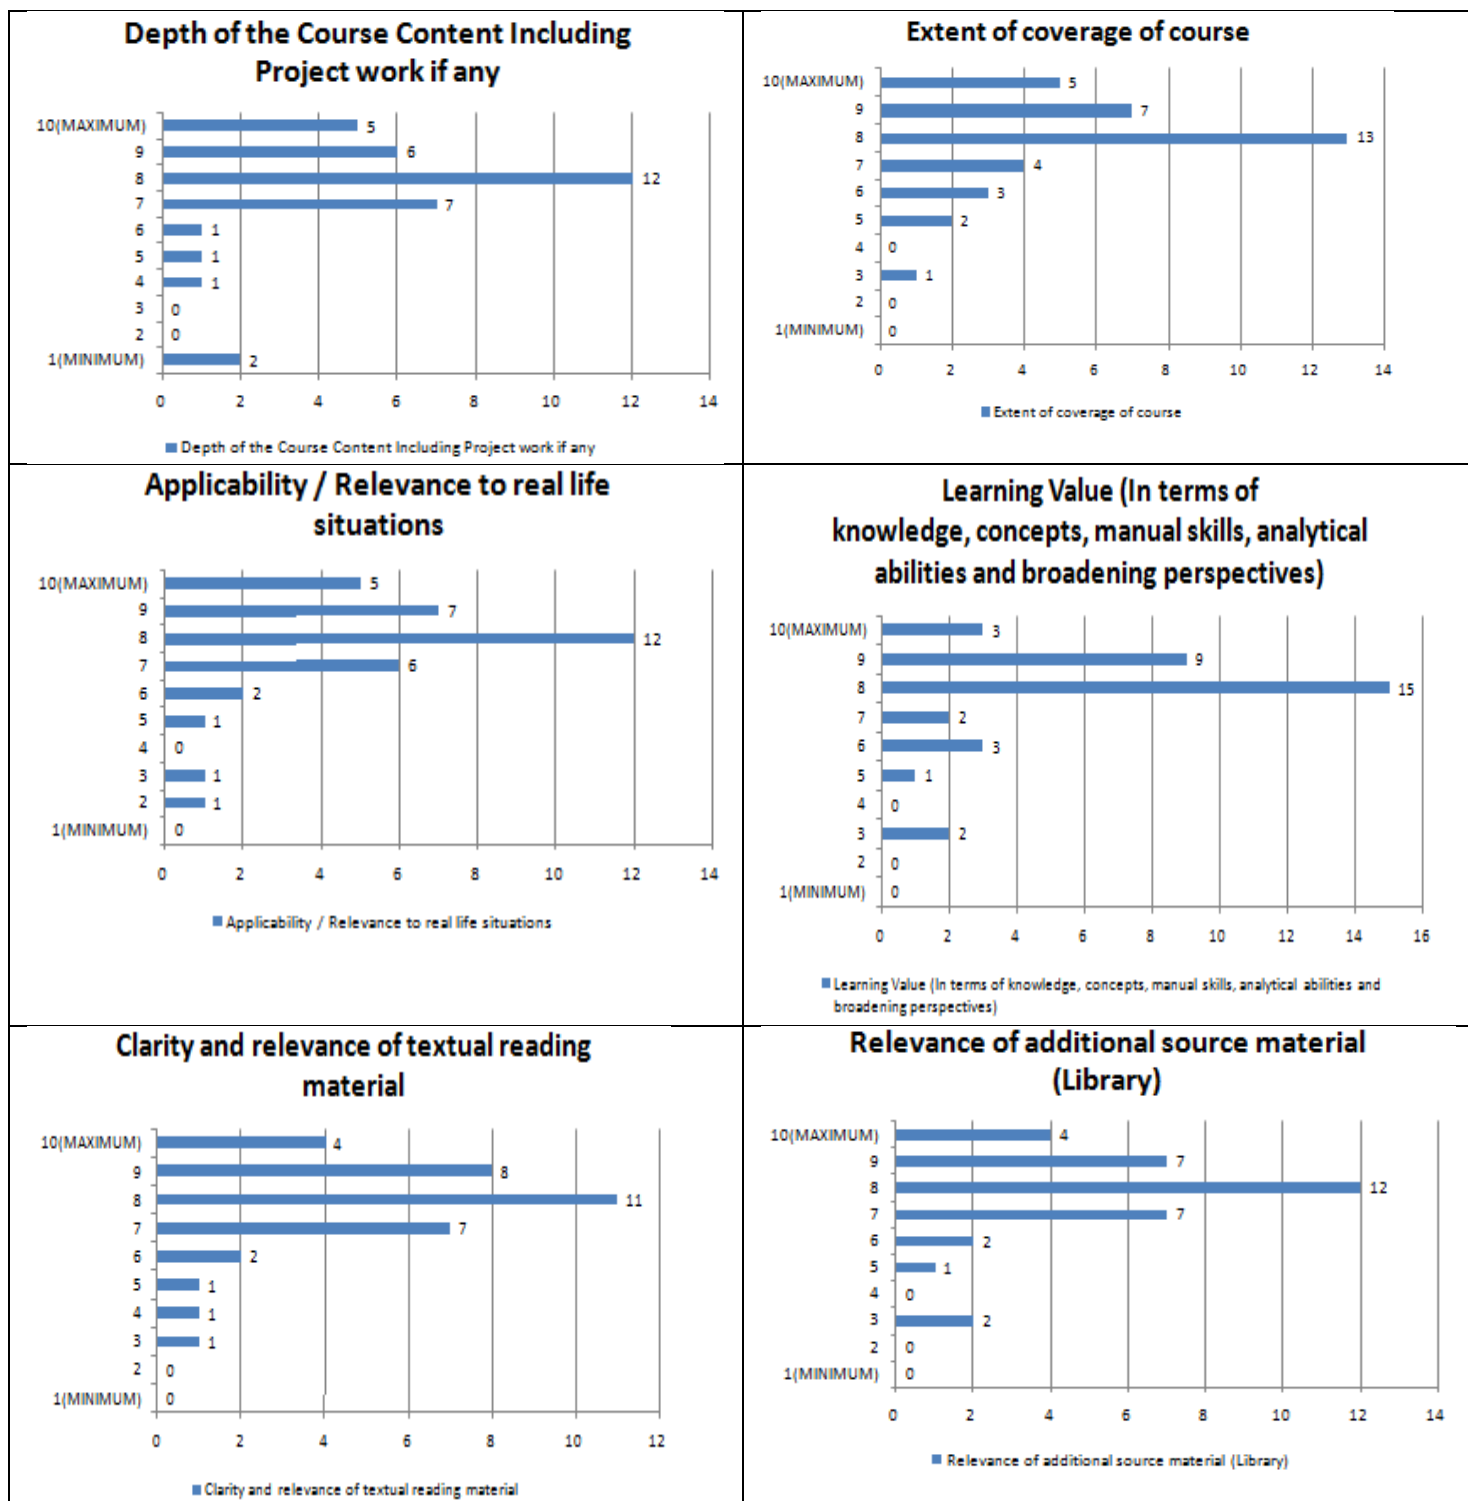 Depth of the Course Content Including
Project work if any
10(MAXIMUM) 5
9 6
8 12
7 7
6 1
5 1
4 1
3 0
2 0
1(MINIMUM) 2
0 2 4 6 8 10 12 14
Depth of the Course Content Including Project work if any
Extent of coverage of course
10(MAXIMUM) 5
9 7
8 13
7 4
6 3
5 2
4 0
3 1
2 0
1(MINIMUM) 0
0 2 4 6 8 10 12 14
Extent of coverage of course
Applicability / Relevance to real life
situations
10(MAXIMUM) 5
9 7
8 12
7 6
6 2
5 1
4 0
3 1
2 1
1(MINIMUM) 0
0 2 4 6 8 10 12 14
Applicability / Relevance to real life situations
Learning Value (In terms of
knowledge, concepts, manual skills, analytical
abilities and broadening perspectives)
10(MAXIMUM) 3
9 9
8 15
7 2
6 3
5 1
4 0
3 2
2 0
1(MINIMUM) 0
0 2 4 6 8 10 12 14 16
Learning Value (In terms of knowledge, concepts, manual skills, analytical abilities and
broadening perspectives)
Clarity and relevance of textual reading
material
10(MAXIMUM) 4
9 8
8 11
7 7
6 2
5 1
4 1
3 1
2 0
1(MINIMUM) 0
0 2 4 6 8 10 12
Clarity and relevance of textual reading material
Relevance of additional source material
(Library)
10(MAXIMUM) 4
9 7
8 12
7 7
6 2
5 1
4 0
3 2
2 0
1(MINIMUM) 0
0 2 4 6 8 10 12 14
Relevance of additional source material (Library)